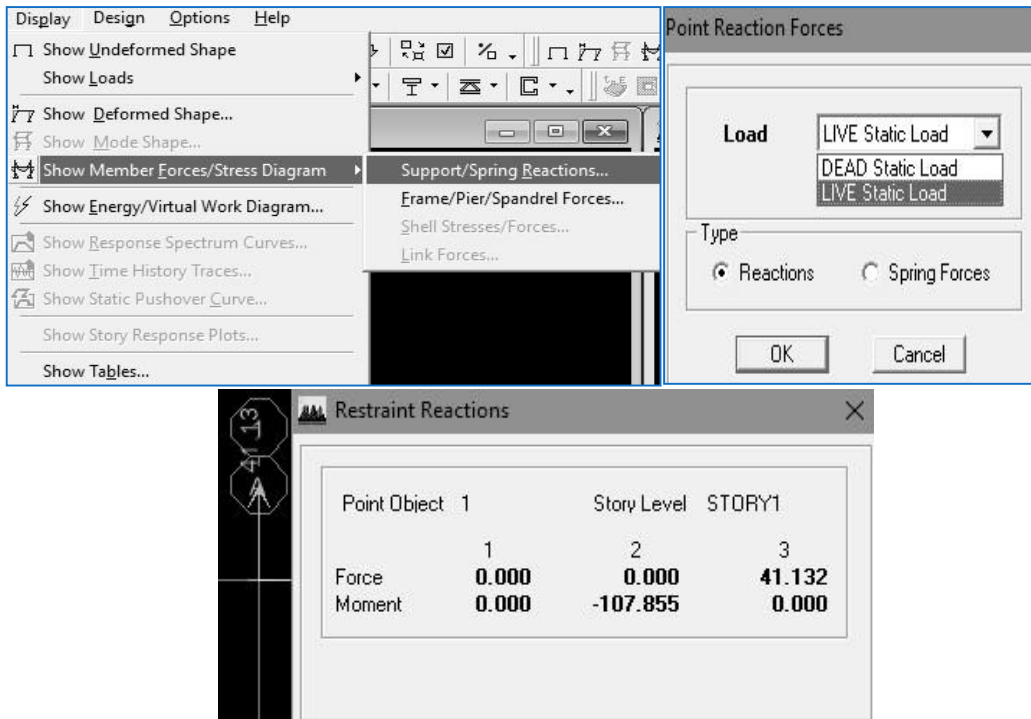 Display Design Options Help
Show Undeformed Shape
Show Loads
Show Deformed Shape...
Show Mode Shape...
Show Member Forces/Stress Diagram
Show Energy/Virtual Work Diagram...
Show Response Spectrum Curves...
Show Time History Traces...
Show Static Pushover Curve...
Show Story Response Plots...
Show Tables...
Support/Spring Reactions...
Frame/Pier/Spandrel Forces...
Shell Stresses/Forces...
Link Forces...
Point Reaction Forces
Load LIVE Static Load
DEAD Static Load
LIVE Static Load
Type
Reactions Spring Forces
OK Cancel
41.13
Restraint Reactions
Point Object 1 Story Level STORY1
1 2 3
Force 0.000 0.000 41.132
Moment 0.000 -107.855 0.000